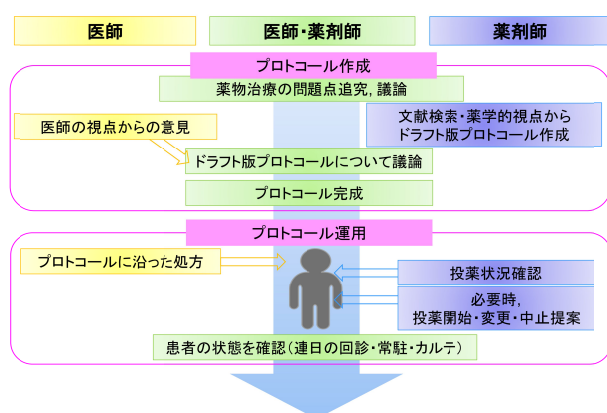 医師
医師・薬剤師
薬剤師
プロトコール作成
薬物治療の問題点追究, 議論
文献検索・薬学的視点から
ドラフト版プロトコール作成
医師の視点からの意見
ドラフト版プロトコールについて議論
プロトコール完成
プロトコール運用
プロトコールに沿った処方
投薬状況確認
必要時,
投薬開始・変更・中止提案
患者の状態を確認(連日の回診・常駐・カルテ)